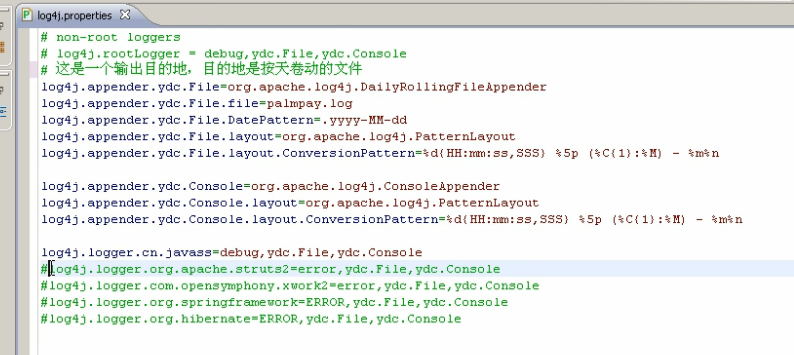 log4j.properties
# non-root loggers
# log4j.rootLogger = debug,ydc.File,ydc.Console
# 这是一个输出目的地，目的地是按天卷动的文件
log4j.appender.ydc.File=org.apache.log4j.DailyRollingFileAppender
log4j.appender.ydc.File.file=palmpay.log
log4j.appender.ydc.File.DatePattern=.yyyy-MM-dd
log4j.appender.ydc.File.layout=org.apache.log4j.PatternLayout
log4j.appender.ydc.File.layout.ConversionPattern=%d{HH:mm:ss,SSS} %5p (%C{1}:%M) - %m%n
log4j.appender.ydc.Console=org.apache.log4j.ConsoleAppender
log4j.appender.ydc.Console.layout=org.apache.log4j.PatternLayout
log4j.appender.ydc.Console.layout.ConversionPattern=%d{HH:mm:ss,SSS} %5p (%C{1}:%M) - %m%n
log4j.logger.cn.javass=debug,ydc.File,ydc.Console
#log4j.logger.org.apache.struts2=error,ydc.File,ydc.Console
#log4j.logger.com.opensymphony.xwork2=error,ydc.File,ydc.Console
#log4j.logger.org.springframework=ERROR,ydc.File,ydc.Console
#log4j.logger.org.hibernate=ERROR,ydc.File,ydc.Console